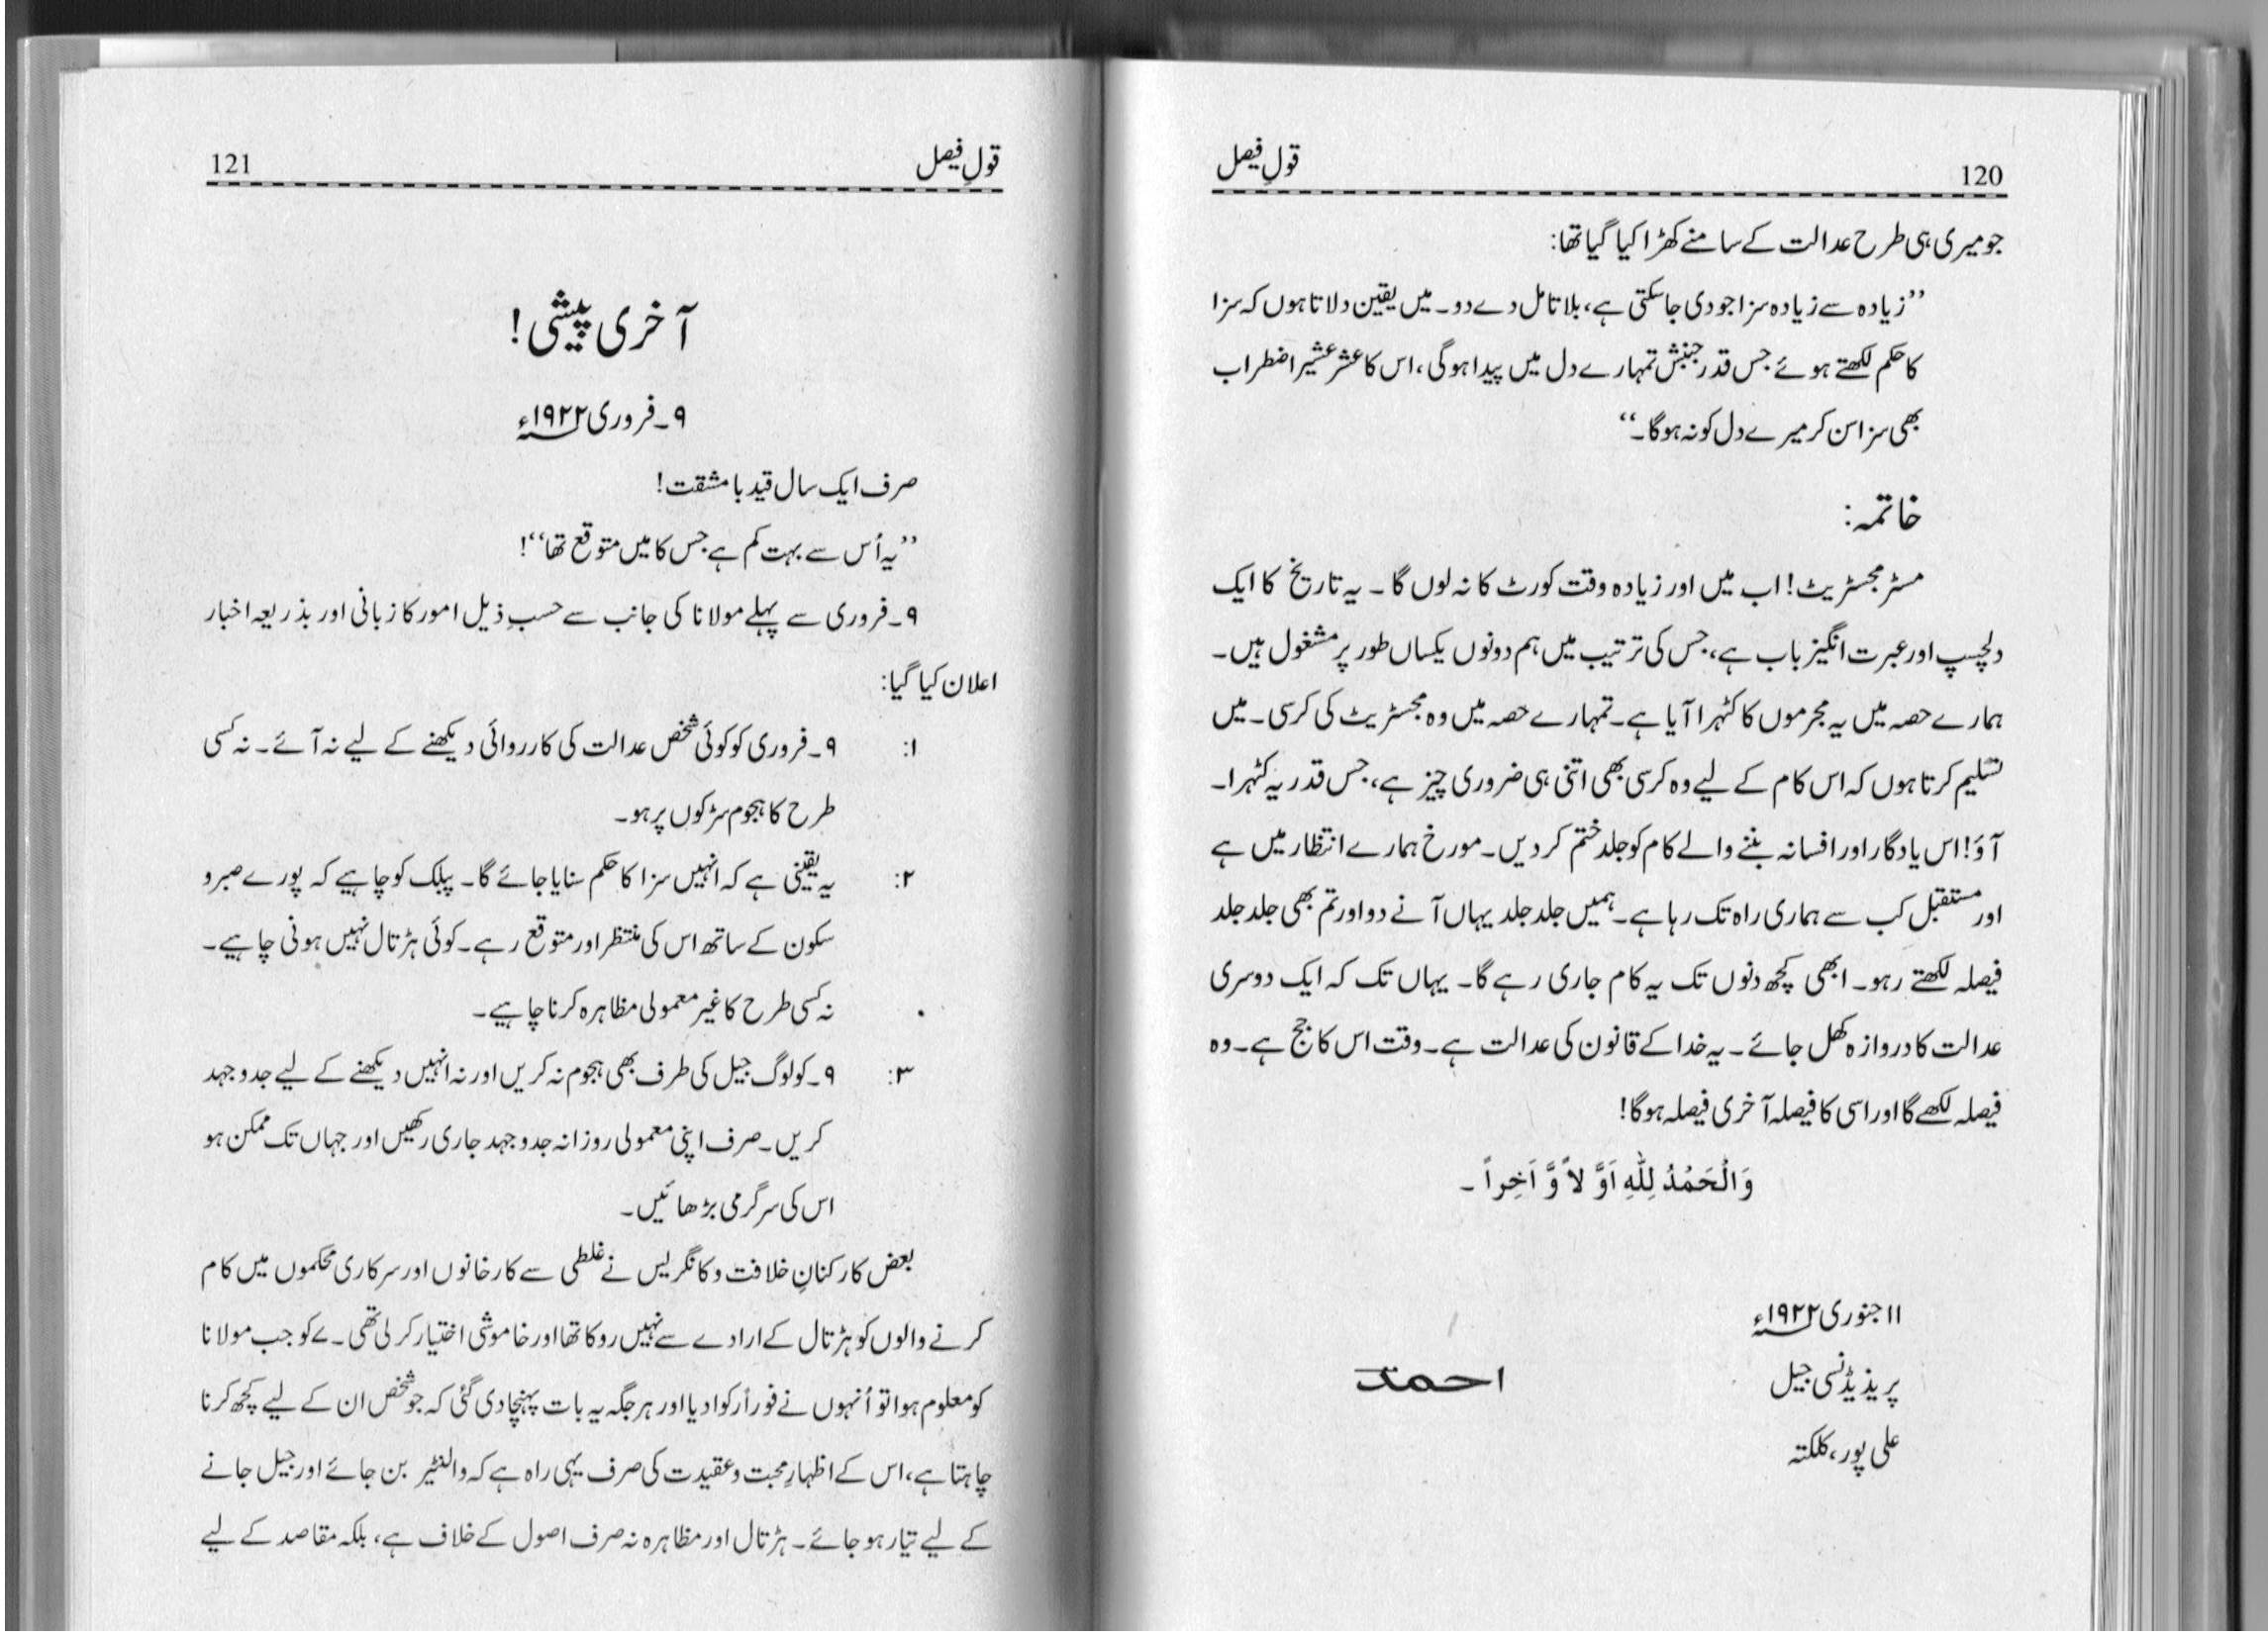 قولِ فیصل 120
جو میری ہی طرح عدالت کے سامنے کھڑا کیا گیا تھا:
’’زیادہ سے زیادہ سزا جو دی جاسکتی ہے، بلا تامل دے دو۔ میں یقین دلاتا ہوں کہ سزا
کا حکم لکھتے ہوئے جس قدر جنبش تمہارے دل میں پیدا ہوگی، اس کا عشر عشیر اضطراب
بھی سزا سن کر میرے دل کو نہ ہوگا۔‘‘
خاتمہ:
مسٹر مجسٹریٹ! اب میں اور زیادہ وقت کورٹ کا نہ لوں گا۔ یہ تاریخ کا ایک
دلچسپ اور عبرت انگیز باب ہے، جس کی ترتیب میں ہم دونوں یکساں طور پر مشغول ہیں۔
ہمارے حصہ میں یہ مجرموں کا کٹہرا آیا ہے۔ تمہارے حصہ میں وہ مجسٹریٹ کی کرسی۔ میں
تسلیم کرتا ہوں کہ اس کام کے لیے وہ کرسی بھی اتنی ہی ضروری چیز ہے، جس قدر یہ کٹہرا۔
آؤ! اس یادگار اور افسانہ بننے والے کام کو جلد ختم کر دیں۔ مورخ ہمارے انتظار میں ہے
اور مستقبل کب سے ہماری راہ تک رہا ہے۔ ہمیں جلد جلد یہاں آنے دو اور تم بھی جلد جلد
فیصلہ لکھتے رہو۔ ابھی کچھ دنوں تک یہ کام جاری رہے گا۔ یہاں تک کہ ایک دوسری
عدالت کا دروازہ کھل جائے۔ یہ خدا کے قانون کی عدالت ہے۔ وقت اس کا جج ہے۔ وہ
فیصلہ لکھے گا اور اسی کا فیصلہ آخری فیصلہ ہوگا!
وَالْحَمْدُ لِلّٰهِ اَوَّلاً وَّ اٰخِراً ۔
۱۱ جنوری ۱۹۲۲ء
پریذیڈنسی جیل
احمد
علی پور، کلکتہ
قولِ فیصل 121
آخری پیشی!
۹۔ فروری ۱۹۲۲ء
صرف ایک سال قید با مشقت!
’’یہ اُس سے بہت کم ہے جس کا میں متوقع تھا‘‘!
۹۔ فروری سے پہلے مولانا کی جانب سے حسبِ ذیل امور کا زبانی اور بذریعہ اخبار
اعلان کیا گیا:
۱: ۹۔ فروری کو کوئی شخص عدالت کی کارروائی دیکھنے کے لیے نہ آئے۔ نہ کسی
طرح کا ہجوم سڑکوں پر ہو۔
۲: یہ یقینی ہے کہ انہیں سزا کا حکم سنایا جائے گا۔ پبلک کو چاہیے کہ پورے صبر و
سکون کے ساتھ اس کی منتظر اور متوقع رہے۔ کوئی ہڑتال نہیں ہونی چاہیے۔
نہ کسی طرح کا غیر معمولی مظاہرہ کرنا چاہیے۔
۳: ۹۔ کو لوگ جیل کی طرف بھی ہجوم نہ کریں اور نہ انہیں دیکھنے کے لیے جدوجہد
کریں۔ صرف اپنی معمولی روزانہ جدوجہد جاری رکھیں اور جہاں تک ممکن ہو
اس کی سرگرمی بڑھائیں۔
بعض کارکنانِ خلافت و کانگریس نے غلطی سے کارخانوں اور سرکاری محکموں میں کام
کرنے والوں کو ہڑتال کے ارادے سے نہیں روکا تھا اور خاموشی اختیار کر لی تھی۔ ۷ کو جب مولانا
کو معلوم ہوا تو اُنہوں نے فوراً رکوا دیا اور ہر جگہ یہ بات پہنچا دی گئی کہ جو شخص ان کے لیے کچھ کرنا
چاہتا ہے، اس کے اظہارِ محبت و عقیدت کی صرف یہی راہ ہے کہ والنٹیر بن جائے اور جیل جانے
کے لیے تیار ہو جائے۔ ہڑتال اور مظاہرہ نہ صرف اصول کے خلاف ہے، بلکہ مقاصد کے لیے